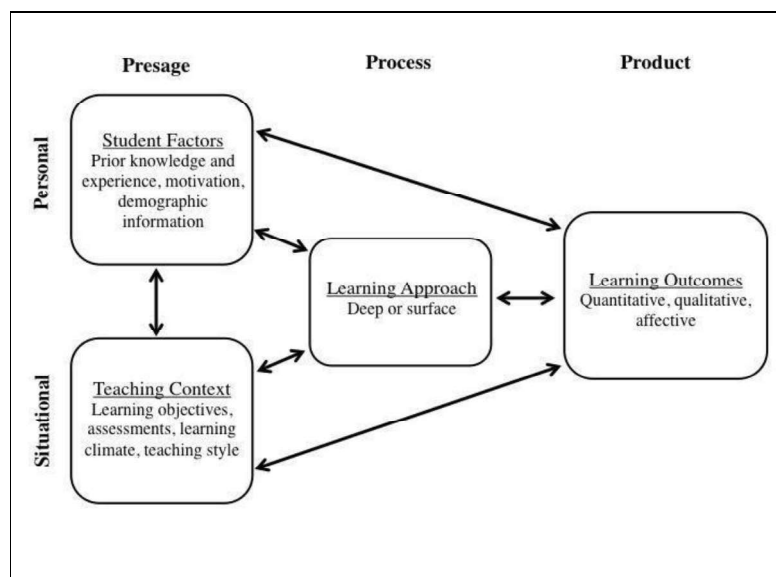 Presage
Process
Product
Personal
Student Factors
Prior knowledge and
experience, motivation,
demographic
information
Learning Approach
Deep or surface
Learning Outcomes
Quantitative, qualitative,
affective
Situational
Teaching Context
Learning objectives,
assessments, learning
climate, teaching style